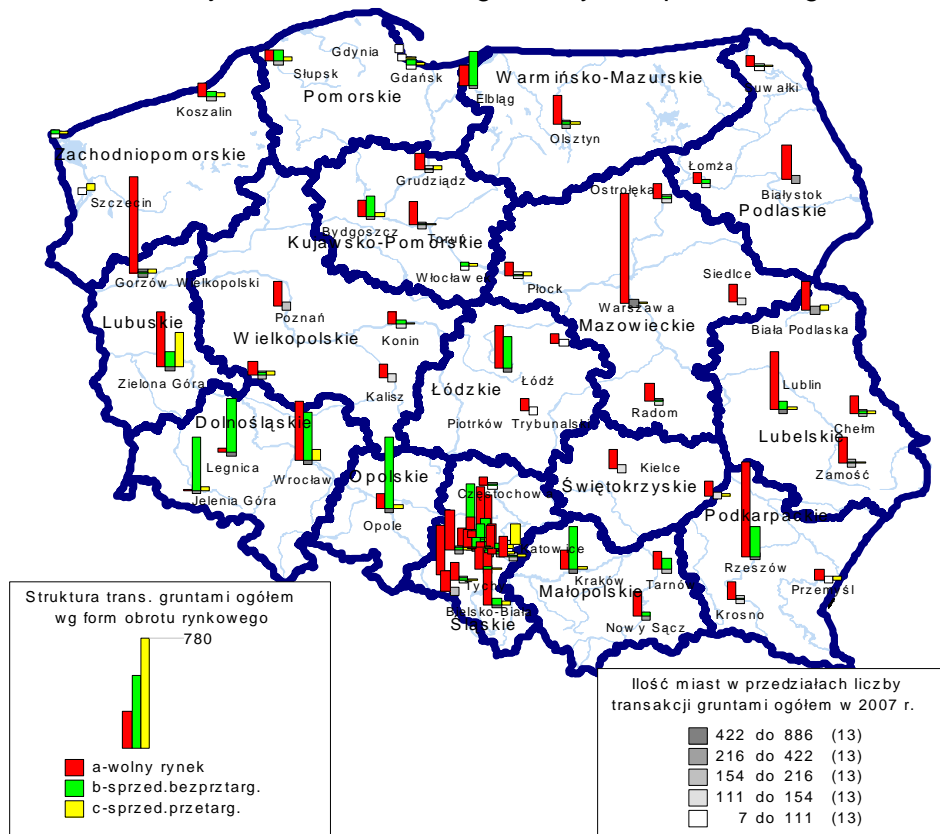 Gdynia
Słupsk
Gdańsk
Pomorskie
Elbląg
Warmińsko-Mazurskie
Suwałki
Koszalin
Olsztyn
Zachodniopomorskie
Szczecin
Grudziądz
Łomża
Ostrołęka
Białystok
Podlaskie
Bydgoszcz
Toruń
Kujawsko-Pomorskie
Włocławe
Gorzów Wielkopolski
Płock
Siedlce
Poznań
Warszawa
Mazowieckie
Biała Podlaska
Lubuskie
Wielkopolskie
Konin
Zielona Góra
Kalisz
Łódzkie
Łódź
Lublin
Radom
Piotrków Trybunalski
Chełm
Lubelskie
Dolnośląskie
Legnica
Wrocław
Zamość
Kielce
Świętokrzyskie
Opolskie
Jelenia Góra
Częstochowa
Opole
Podkarpackie
Katowice
Rzeszów
Kraków
Małopolskie
Tarnów
Przemyśl
Tychy
Krosno
Bielsko-Biała
Śląskie
Nowy Sącz
Struktura trans. gruntami ogółem
wg form obrotu rynkowego
780
a-wolny rynek
b-sprzed.bezprztarg.
c-sprzed.przetarg.
Ilość miast w przedziałach liczby
transakcji gruntami ogółem w 2007 r.
422 do 886 (13)
216 do 422 (13)
154 do 216 (13)
111 do 154 (13)
7 do 111 (13)